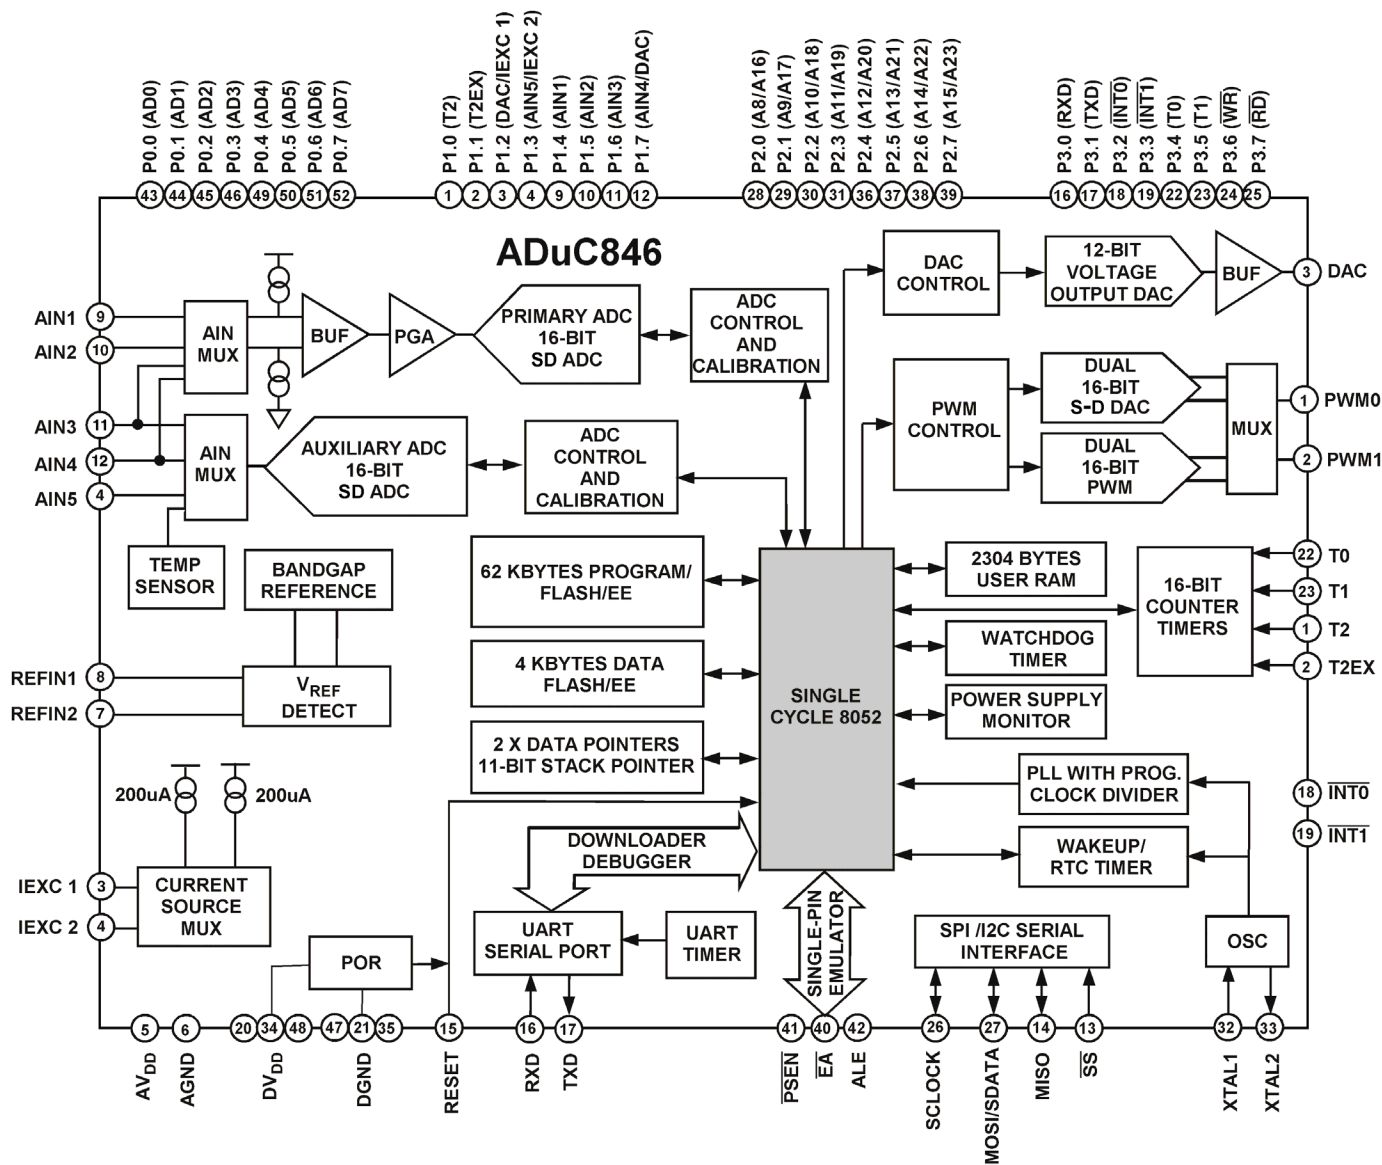 P0.0 (AD0)
P0.1 (AD1)
P0.2 (AD2)
P0.3 (AD3)
P0.4 (AD4)
P0.5 (AD5)
P0.6 (AD6)
P0.7 (AD7)
P1.0 (T2)
P1.1 (T2EX)
P1.2 (DAC/IEXC 1)
P1.3 (AIN5/IEXC 2)
P1.4 (AIN1)
P1.5 (AIN2)
P1.6 (AIN3)
P1.7 (AIN4/DAC)
P2.0 (A8/A16)
P2.1 (A9/A17)
P2.2 (A10/A18)
P2.3 (A11/A19)
P2.4 (A12/A20)
P2.5 (A13/A21)
P2.6 (A14/A22)
P2.7 (A15/A23)
P3.0 (RXD)
P3.1 (TXD)
P3.2 (INT0)
P3.3 (INT1)
P3.4 (T0)
P3.5 (T1)
P3.6 (WR)
P3.7 (RD)
43 44 45 46 49 50 51 52
1 2 3 4 9 10 11 12
28 29 30 31 36 37 38 39
16 17 18 19 22 23 24 25
ADuC846
AIN1 9
AIN2 10
AIN3 11
AIN4 12
AIN5 4
AIN
MUX
BUF
PGA
PRIMARY ADC
16-BIT
SD ADC
ADC
CONTROL
AND
CALIBRATION
AIN
MUX
AUXILIARY ADC
16-BIT
SD ADC
ADC
CONTROL
AND
CALIBRATION
DAC
CONTROL
12-BIT
VOLTAGE
OUTPUT DAC
BUF
3 DAC
PWM
CONTROL
DUAL
16-BIT
S-D DAC
DUAL
16-BIT
PWM
MUX
1 PWM0
2 PWM1
TEMP
SENSOR
BANDGAP
REFERENCE
REFIN1 8
REFIN2 7
VREF
DETECT
62 KBYTES PROGRAM/
FLASH/EE
4 KBYTES DATA
FLASH/EE
2 X DATA POINTERS
11-BIT STACK POINTER
SINGLE
CYCLE 8052
2304 BYTES
USER RAM
WATCHDOG
TIMER
POWER SUPPLY
MONITOR
16-BIT
COUNTER
TIMERS
22 T0
23 T1
1 T2
2 T2EX
PLL WITH PROG.
CLOCK DIVIDER
WAKEUP/
RTC TIMER
18 INT0
19 INT1
200uA
200uA
IEXC 1 3
IEXC 2 4
CURRENT
SOURCE
MUX
POR
DOWNLOADER
DEBUGGER
UART
SERIAL PORT
UART
TIMER
SINGLE-PIN
EMULATOR
SPI /I2C SERIAL
INTERFACE
OSC
5 6 20 34 48 47 21 35 15 16 17 41 40 42 26 27 14 13 32 33
AVDD
AGND
DVDD
DGND
RESET
RXD
TXD
PSEN
EA
ALE
SCLOCK
MOSI/SDATA
MISO
SS
XTAL1
XTAL2